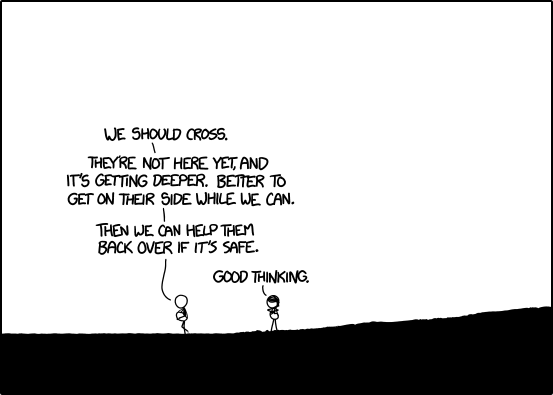 WE SHOULD CROSS.
THEY'RE NOT HERE YET, AND
IT'S GETTING DEEPER. BETTER TO
GET ON THEIR SIDE WHILE WE CAN.
THEN WE CAN HELP THEM
BACK OVER IF IT'S SAFE.
GOOD THINKING.